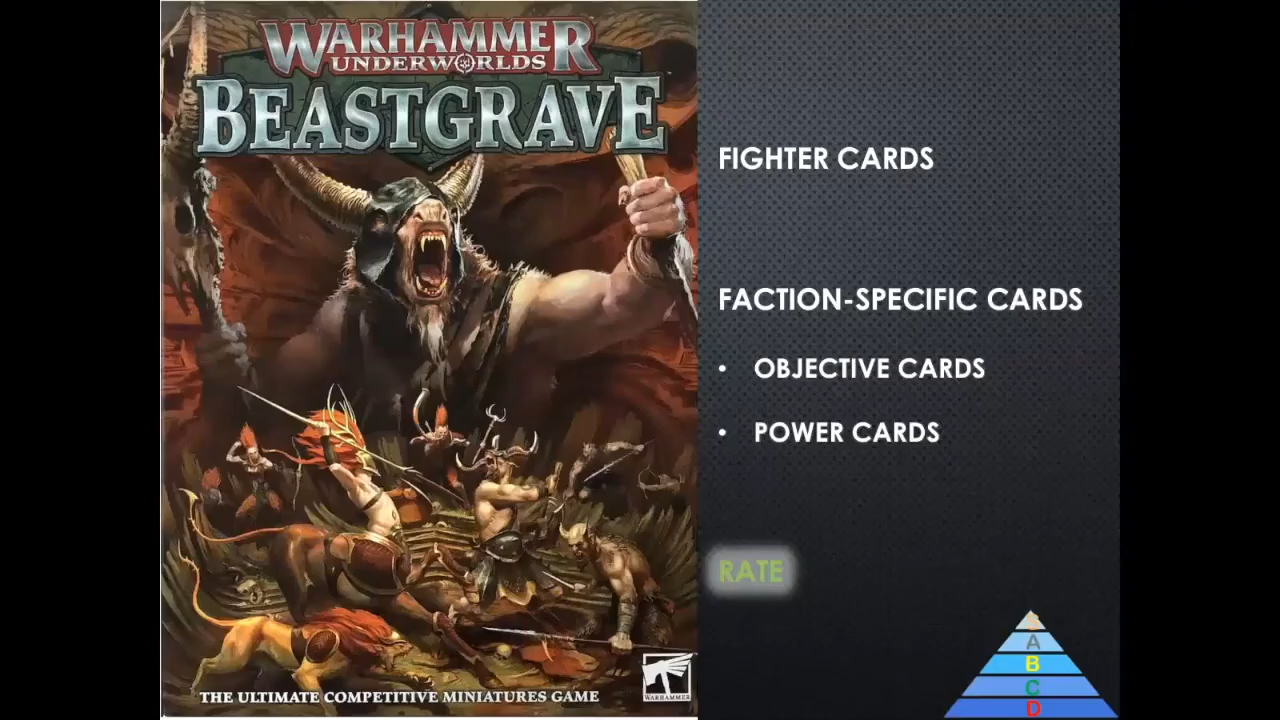 WARHAMMER
UNDERWORLDS
BEASTGRAVE
THE ULTIMATE COMPETITIVE MINIATURES GAME
WARHAMMER
FIGHTER CARDS
FACTION-SPECIFIC CARDS
• OBJECTIVE CARDS
• POWER CARDS
RATE
A
B
C
D